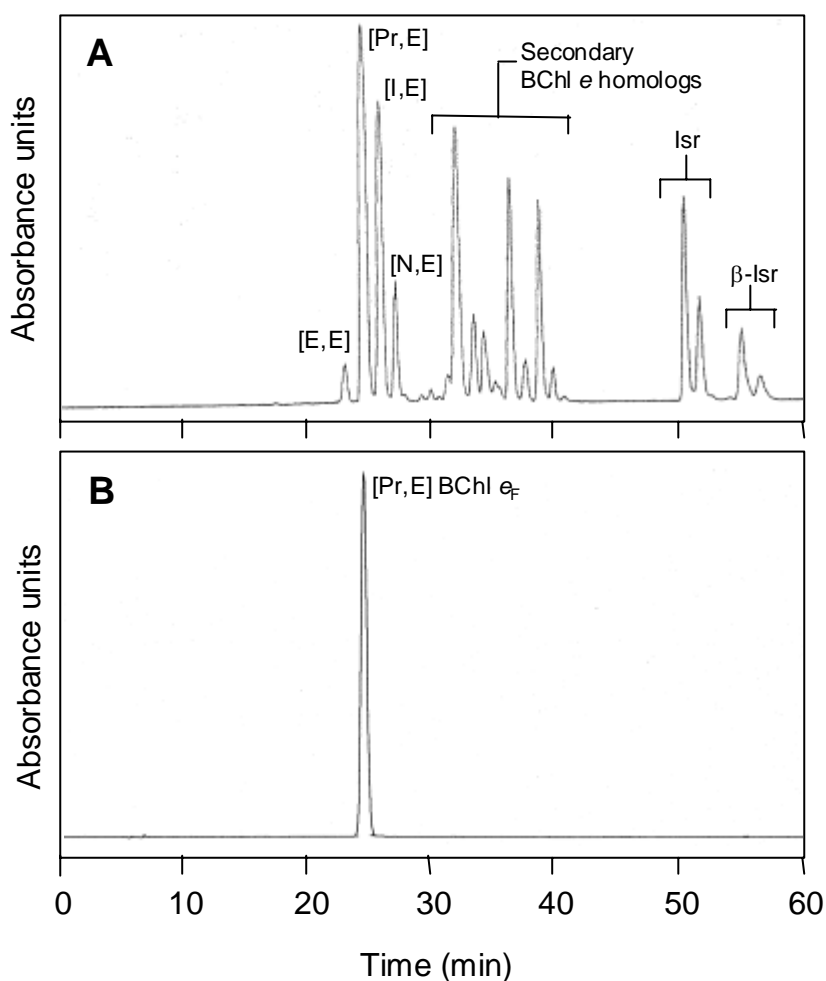 A
[Pr,E]
[I,E]
Secondary
BChl e homologs
Isr
[N,E]
β-Isr
[E,E]
Absorbance units
B
[Pr,E] BChl eF
Absorbance units
0 10 20 30 40 50 60
Time (min)